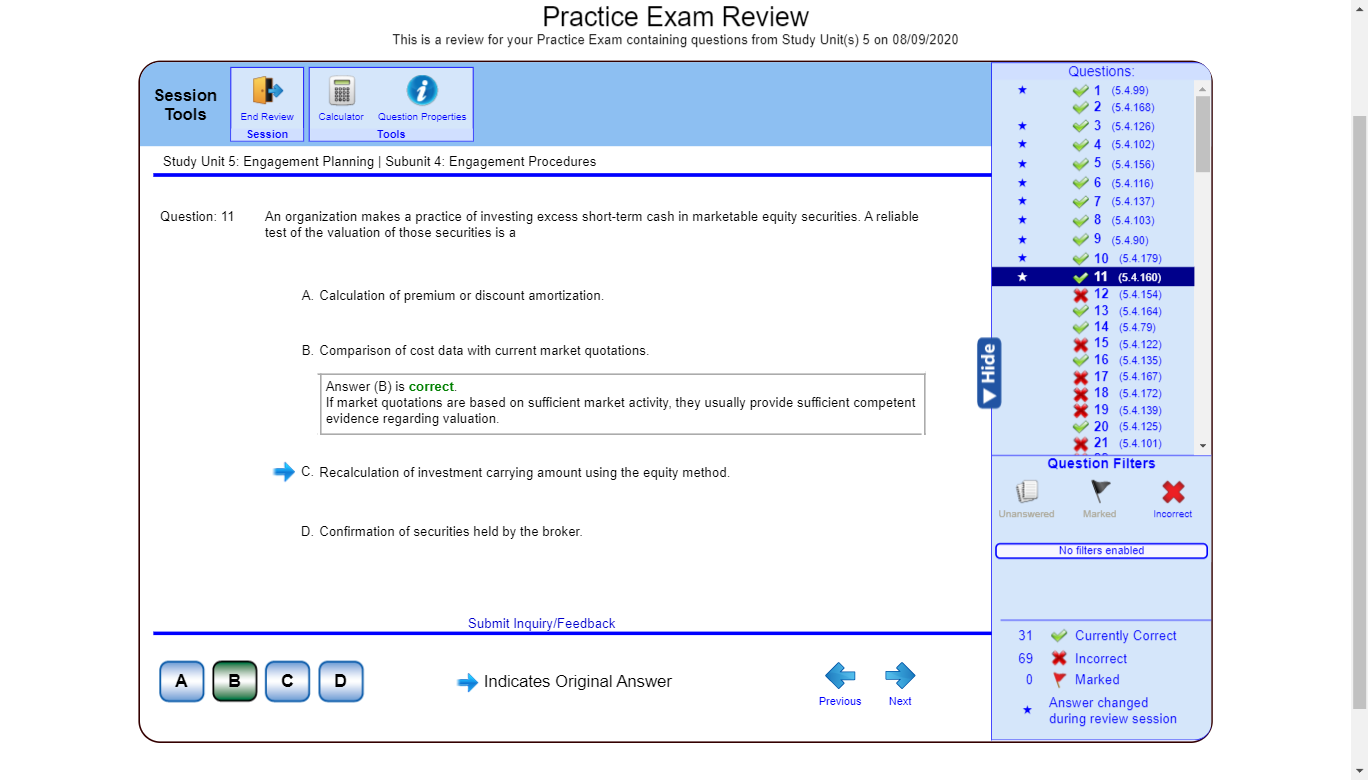 Practice Exam Review
This is a review for your Practice Exam containing questions from Study Unit(s) 5 on 08/09/2020
Session
Tools
End Review
Session
Calculator
Question Properties
Tools
Study Unit 5: Engagement Planning | Subunit 4: Engagement Procedures
Question: 11
An organization makes a practice of investing excess short-term cash in marketable equity securities. A reliable
test of the valuation of those securities is a
A. Calculation of premium or discount amortization.
B. Comparison of cost data with current market quotations.
Answer (B) is correct.
If market quotations are based on sufficient market activity, they usually provide sufficient competent
evidence regarding valuation.
C. Recalculation of investment carrying amount using the equity method.
D. Confirmation of securities held by the broker.
Submit Inquiry/Feedback
A
B
C
D
Indicates Original Answer
Previous
Next
Hide
Questions:
1 (5.4.99)
2 (5.4.168)
3 (5.4.126)
4 (5.4.102)
5 (5.4.156)
6 (5.4.116)
7 (5.4.137)
8 (5.4.103)
9 (5.4.90)
10 (5.4.179)
11 (5.4.160)
12 (5.4.154)
13 (5.4.164)
14 (5.4.79)
15 (5.4.122)
16 (5.4.135)
17 (5.4.167)
18 (5.4.172)
19 (5.4.139)
20 (5.4.125)
21 (5.4.101)
Question Filters
Unanswered
Marked
Incorrect
No filters enabled
31 Currently Correct
69 Incorrect
0 Marked
Answer changed
during review session